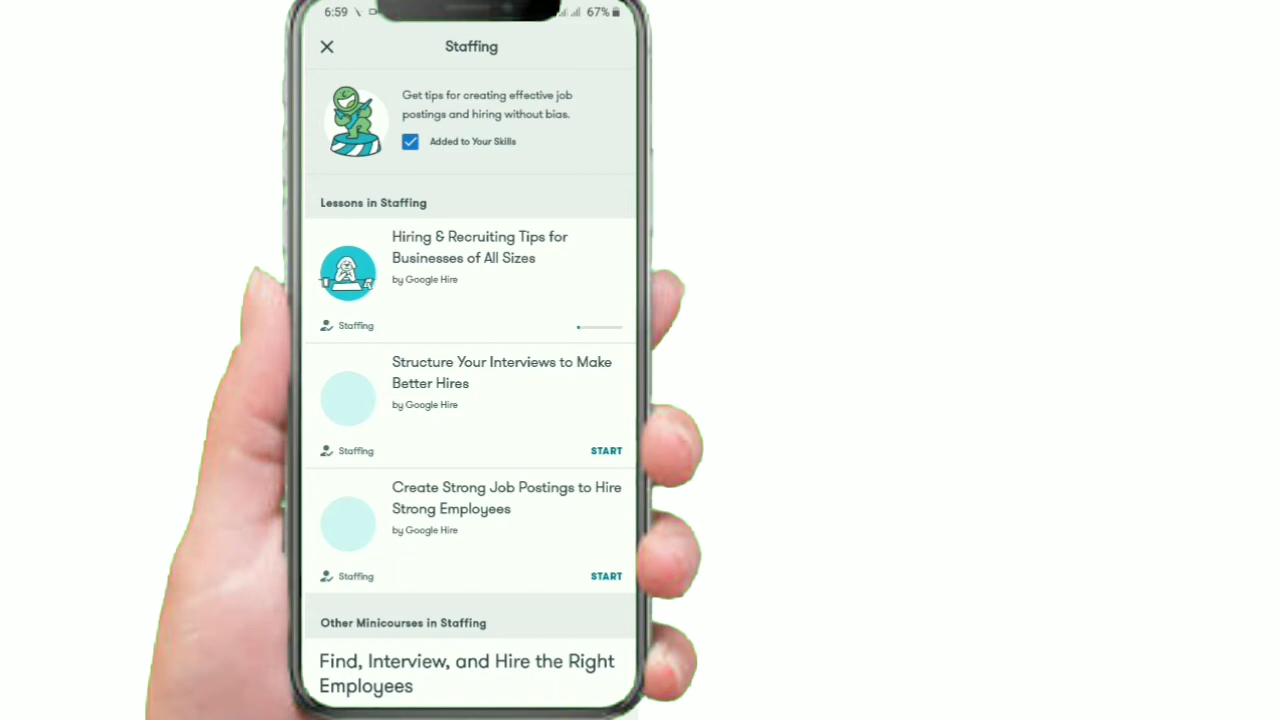 6:59
67%
Staffing
Get tips for creating effective job
postings and hiring without bias.
Added to Your Skills
Lessons in Staffing
Hiring & Recruiting Tips for
Businesses of All Sizes
by Google Hire
Staffing
Structure Your Interviews to Make
Better Hires
by Google Hire
Staffing
START
Create Strong Job Postings to Hire
Strong Employees
by Google Hire
Staffing
START
Other Minicourses in Staffing
Find, Interview, and Hire the Right
Employees